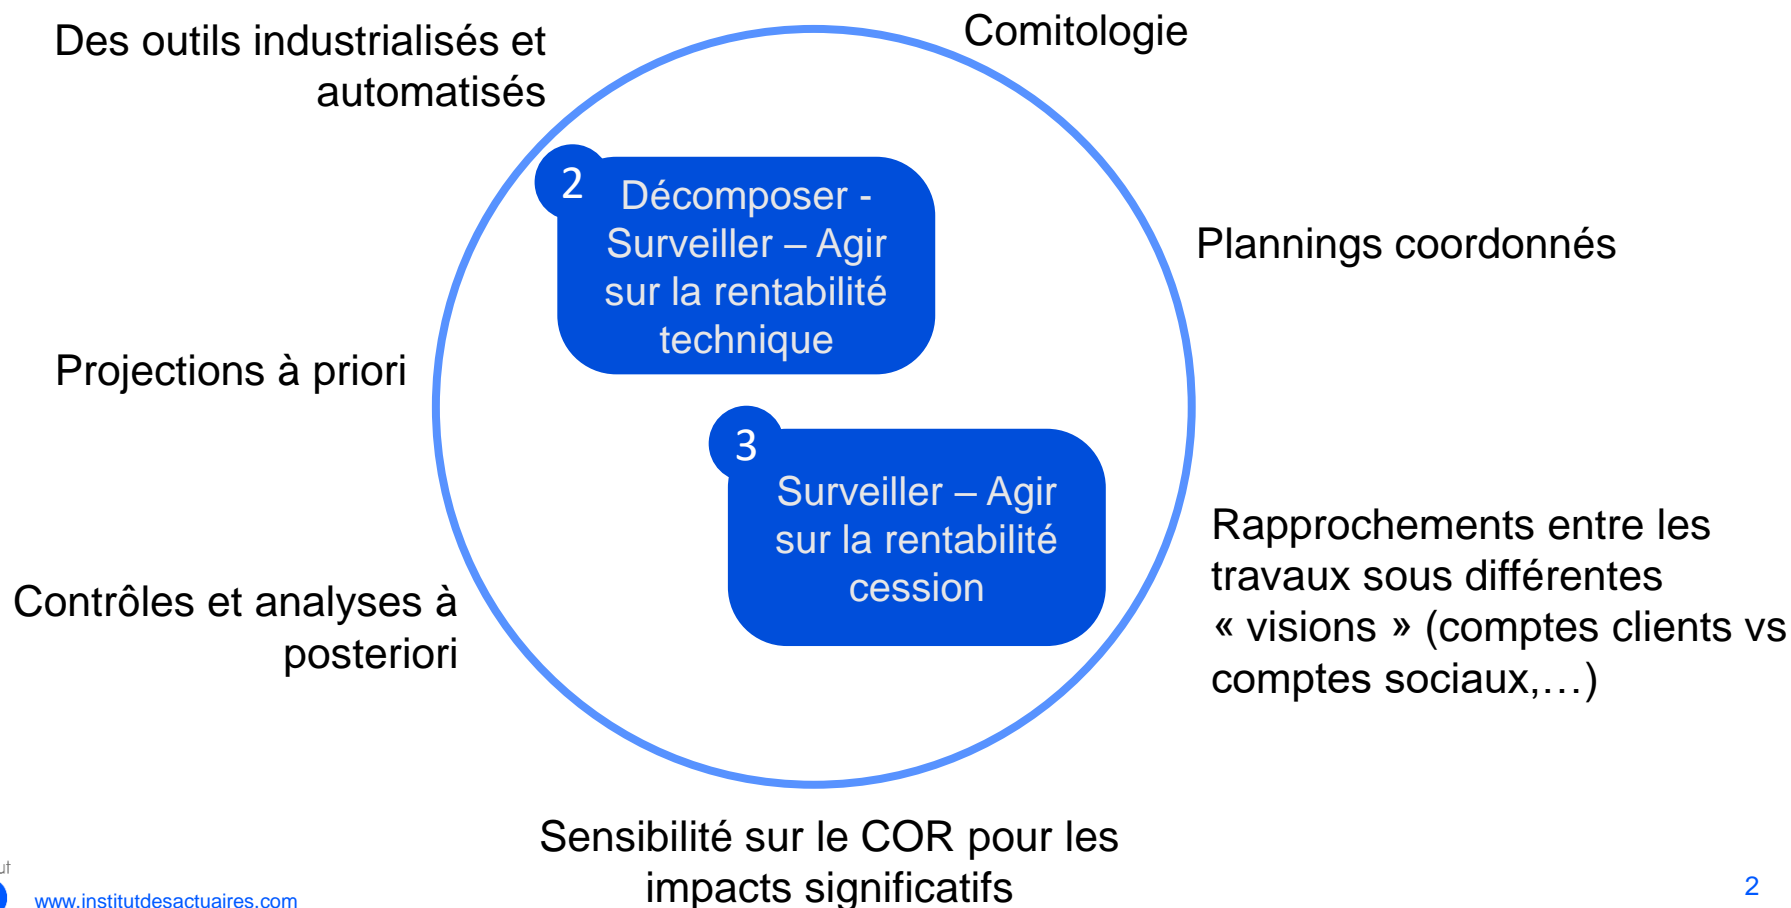 Des outils industrialisés et
automatisés
Comitologie
2
Décomposer -
Surveiller – Agir
sur la rentabilité
technique
Plannings coordonnés
Projections à priori
3
Surveiller – Agir
sur la rentabilité
cession
Rapprochements entre les
travaux sous différentes
« visions » (comptes clients vs
comptes sociaux,…)
Contrôles et analyses à
posteriori
Sensibilité sur le COR pour les
impacts significatifs
www.institutdesactuaires.com
2